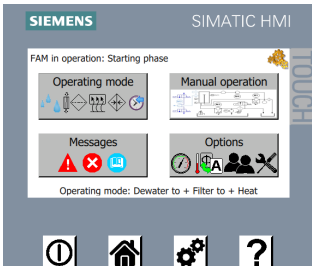 SIEMENS
SIMATIC HMI
TOUCH
FAM in operation: Starting phase
Operating mode
Manual operation
Messages
Options
A
Operating mode: Dewater to + Filter to + Heat
?